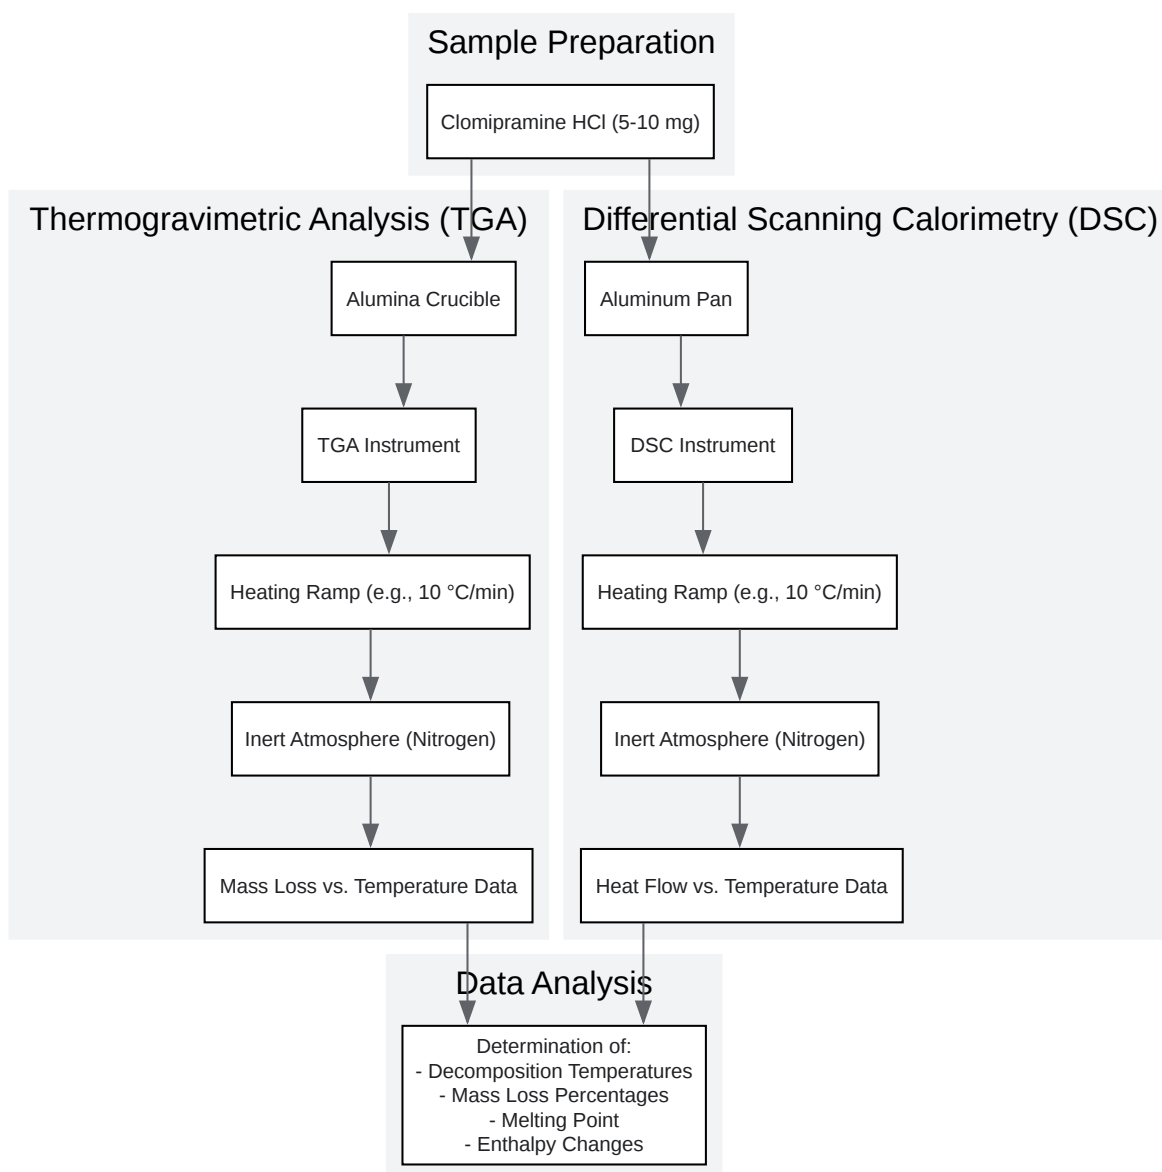 Sample Preparation
Clomipramine HCl (5-10 mg)
Thermogravimetric Analysis (TGA)
Alumina Crucible
TGA Instrument
Heating Ramp (e.g., 10 °C/min)
Inert Atmosphere (Nitrogen)
Mass Loss vs. Temperature Data
Differential Scanning Calorimetry (DSC)
Aluminum Pan
DSC Instrument
Heating Ramp (e.g., 10 °C/min)
Inert Atmosphere (Nitrogen)
Heat Flow vs. Temperature Data
Data Analysis
Determination of:
- Decomposition Temperatures
- Mass Loss Percentages
- Melting Point
- Enthalpy Changes